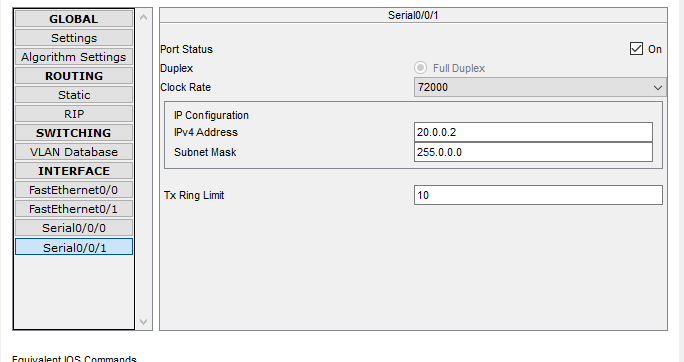 GLOBAL
Settings
Algorithm Settings
ROUTING
Static
RIP
SWITCHING
VLAN Database
INTERFACE
FastEthernet0/0
FastEthernet0/1
Serial0/0/0
Serial0/0/1
Serial0/0/1
Port Status On
Duplex Full Duplex
Clock Rate 72000
IP Configuration
IPv4 Address 20.0.0.2
Subnet Mask 255.0.0.0
Tx Ring Limit 10
Equivalent IOS Commands